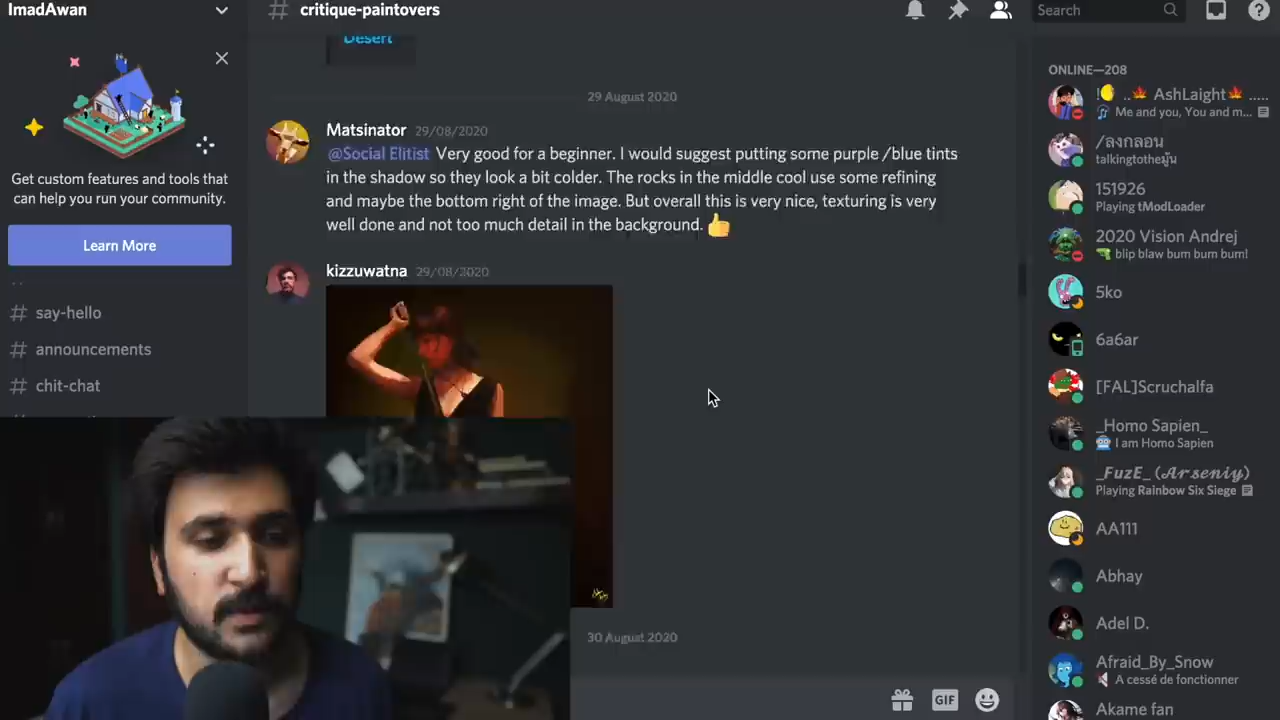 ImadAwan
Get custom features and tools that
can help you run your community.
Learn More
say-hello
announcements
chit-chat
# critique-paintovers
Search
Desert
29 August 2020
Matsinator 29/08/2020
@Social Elitist Very good for a beginner. I would suggest putting some purple /blue tints
in the shadow so they look a bit colder. The rocks in the middle cool use some refining
and maybe the bottom right of the image. But overall this is very nice, texturing is very
well done and not too much detail in the background. 👍
kizzuwatna 29/08/2020
30 August 2020
GIF
ONLINE—208
AshLaight
Me and you, You and m...
/ลงกลอน
talkingtotheผู้น
151926
Playing tModLoader
2020 Vision Andrej
blip blaw bum bum bum!
5ko
6a6ar
[FAL]Scruchalfa
_Homo Sapien_
I am Homo Sapien
_FuzE_ (Arseniy)
Playing Rainbow Six Siege
AA111
Abhay
Adel D.
Afraid_By_Snow
A cessé de fonctionner
Akame fan